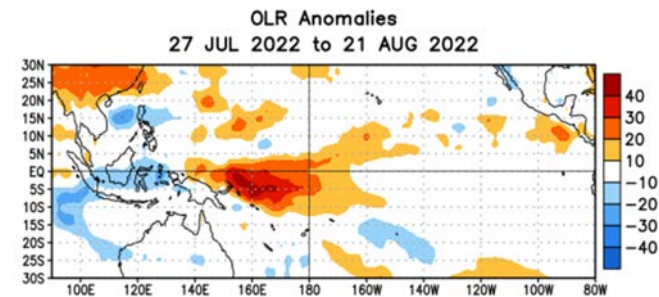 OLR Anomalies
27 JUL 2022 to 21 AUG 2022
30N
25N
20N
15N
10N
5N
EQ
5S
10S
15S
20S
25S
30S
100E 120E 140E 160E 180 160W 140W 120W 100W 80W
40
30
20
10
-10
-20
-30
-40